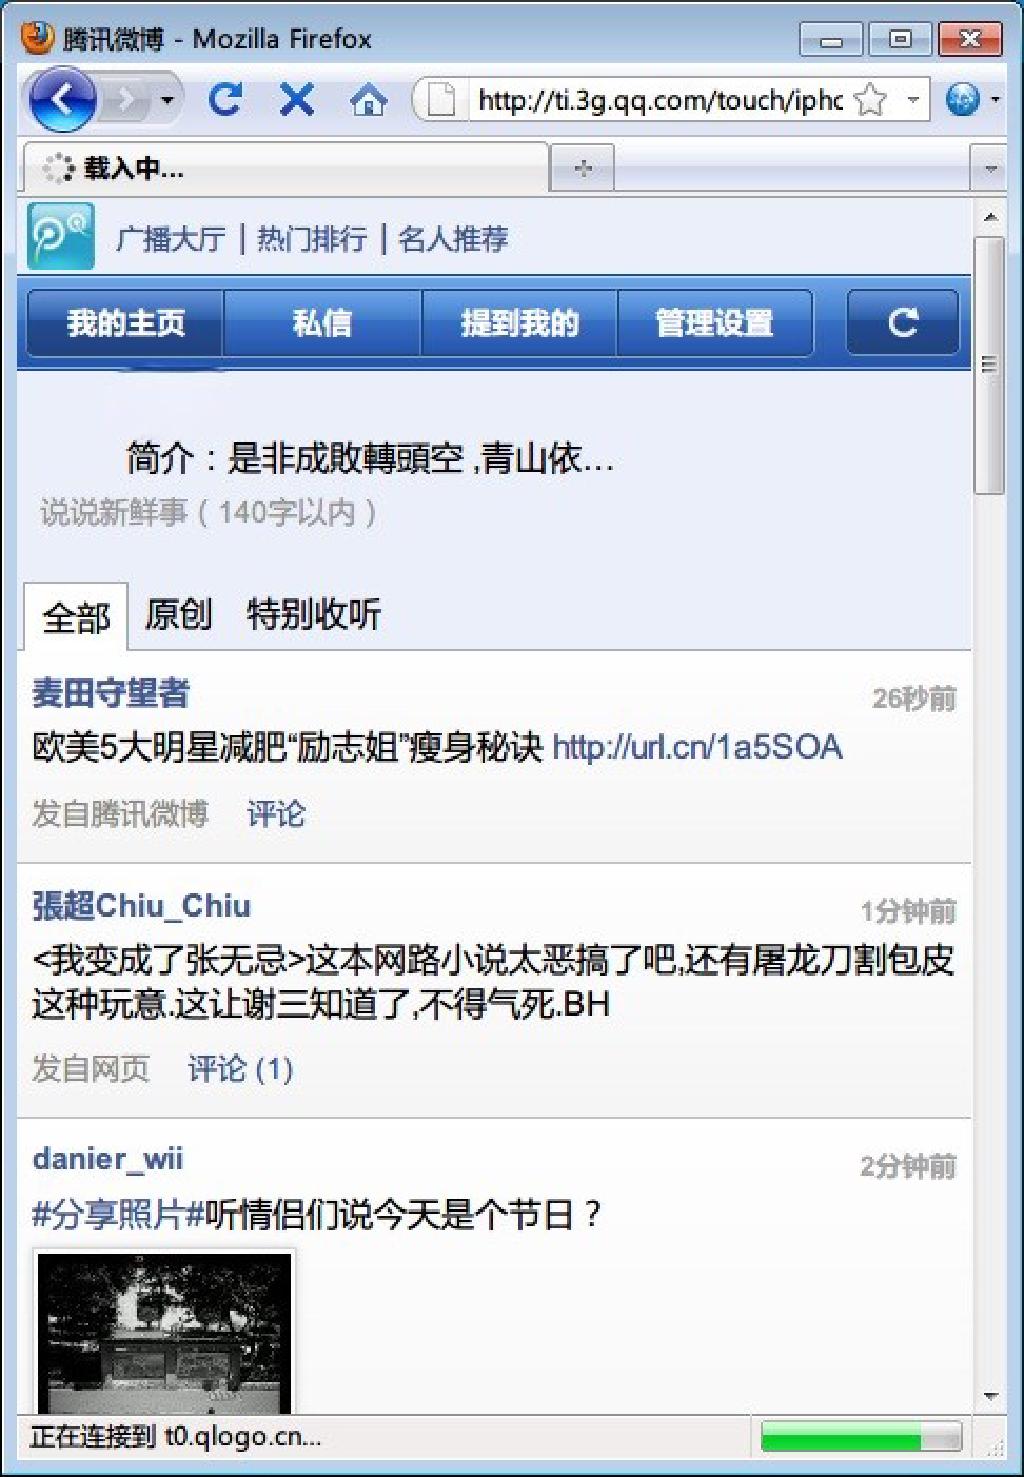 腾讯微博 - Mozilla Firefox
http://ti.3g.qq.com/touch/iphc
载入中...
广播大厅 | 热门排行 | 名人推荐
我的主页 私信 提到我的 管理设置
简介：是非成敗轉頭空 ,青山依...
说说新鲜事（140字以内）
全部 原创 特别收听
麦田守望者 26秒前
欧美5大明星减肥“励志姐”瘦身秘诀 http://url.cn/1a5SOA
发自腾讯微博 评论
張超Chiu_Chiu 1分钟前
<我变成了张无忌>这本网路小说太恶搞了吧,还有屠龙刀割包皮
这种玩意.这让谢三知道了,不得气死.BH
发自网页 评论 (1)
danier_wii 2分钟前
#分享照片#听情侣们说今天是个节日？
正在连接到 t0.qlogo.cn...